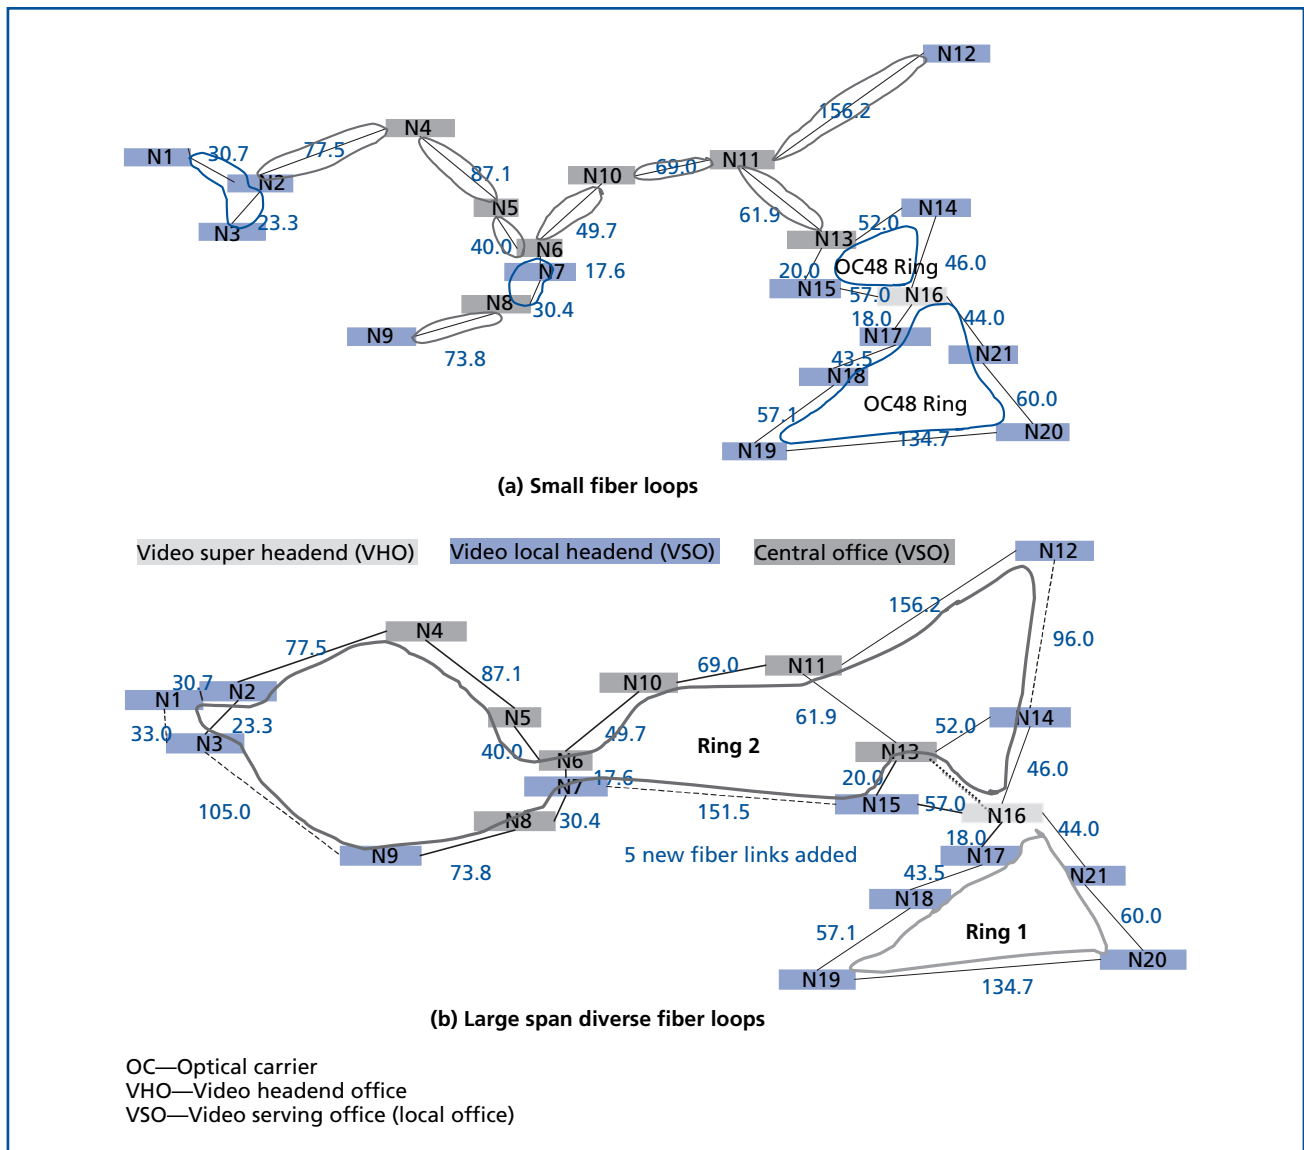 N12
156.2
N4
N1
30.7
77.5
N11
69.0
87.1
N10
N2
N14
N5
61.9
52.0
23.3
N3
49.7
N13
40.0
N6
46.0
OC48 Ring
N7
17.6
20.0
N15
57.0
N16
N8
30.4
18.0
44.0
N9
N17
73.8
43.5
N21
N18
60.0
57.1
OC48 Ring
N20
134.7
N19
(a) Small fiber loops
Video super headend (VHO)
Video local headend (VSO)
Central office (VSO)
N12
156.2
N4
96.0
77.5
69.0
N11
87.1
30.7
N10
N1
N2
N5
61.9
N14
23.3
52.0
33.0
49.7
N3
Ring 2
40.0
N13
N6
46.0
17.6
20.0
N7
N15
57.0
105.0
151.5
N16
N8
30.4
44.0
18.0
5 new fiber links added
N9
N17
73.8
43.5
N21
N18
60.0
57.1
Ring 1
N20
N19
134.7
(b) Large span diverse fiber loops
OC—Optical carrier
VHO—Video headend office
VSO—Video serving office (local office)